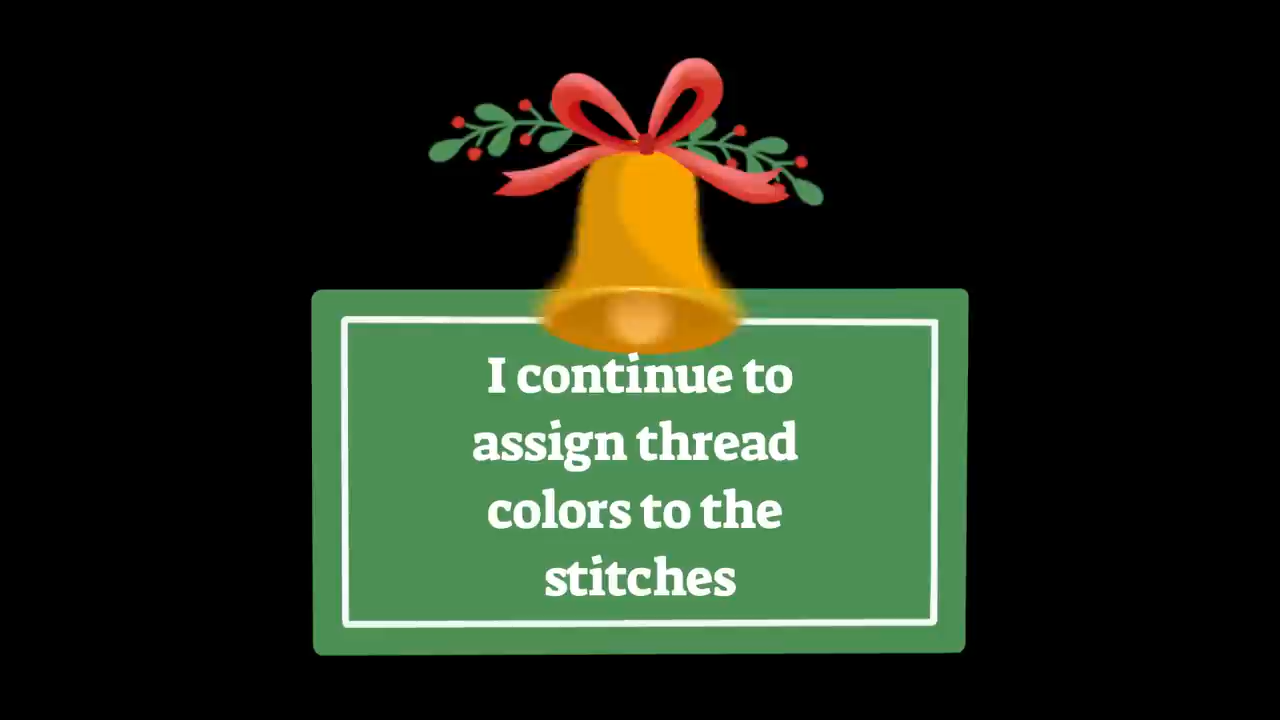 I continue to
assign thread
colors to the
stitches